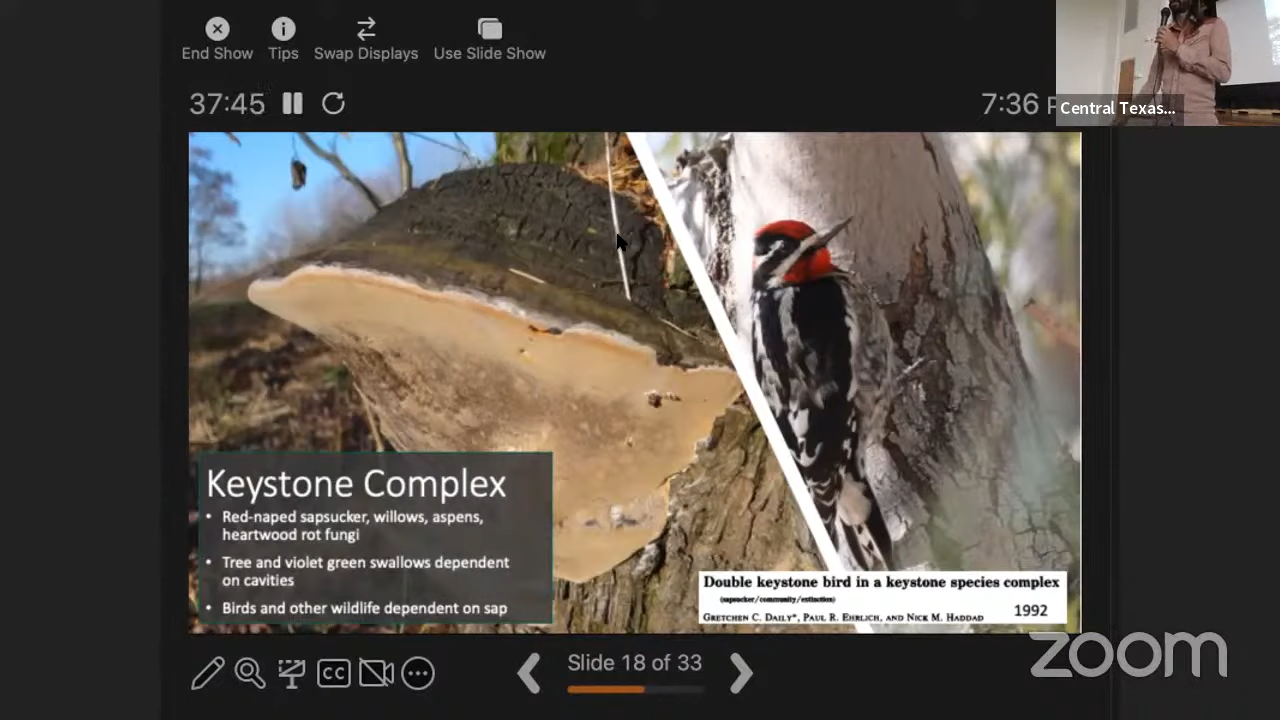 End Show
Tips
Swap Displays
Use Slide Show
37:45
7:36 P
Central Texas...
Keystone Complex
• Red-naped sapsucker, willows, aspens,
heartwood rot fungi
• Tree and violet green swallows dependent
on cavities
• Birds and other wildlife dependent on sap
Double keystone bird in a keystone species complex
(sapsucker/community/extinction)
GRETCHEN C. DAILY*, PAUL R. EHRLICH, AND NICK M. HADDAD
1992
CC
Slide 18 of 33
zoom